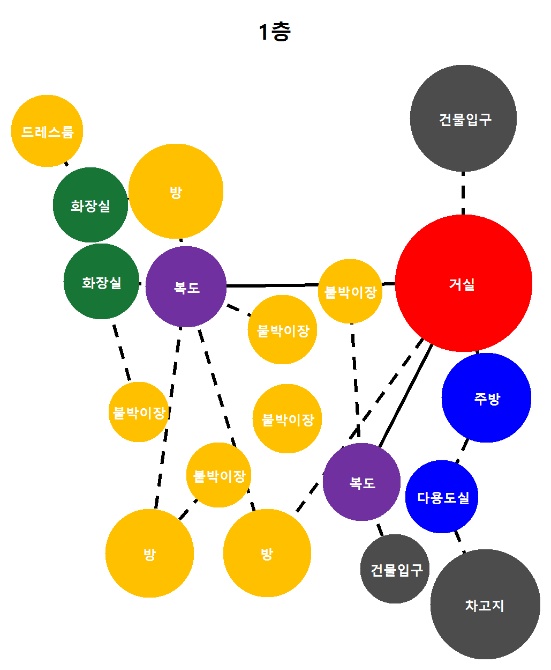 1층
건물입구
드레스룸
방
화장실
화장실
복도
거실
붙박이장
붙박이장
주방
붙박이장
붙박이장
붙박이장
복도
다용도실
방
방
건물입구
차고지